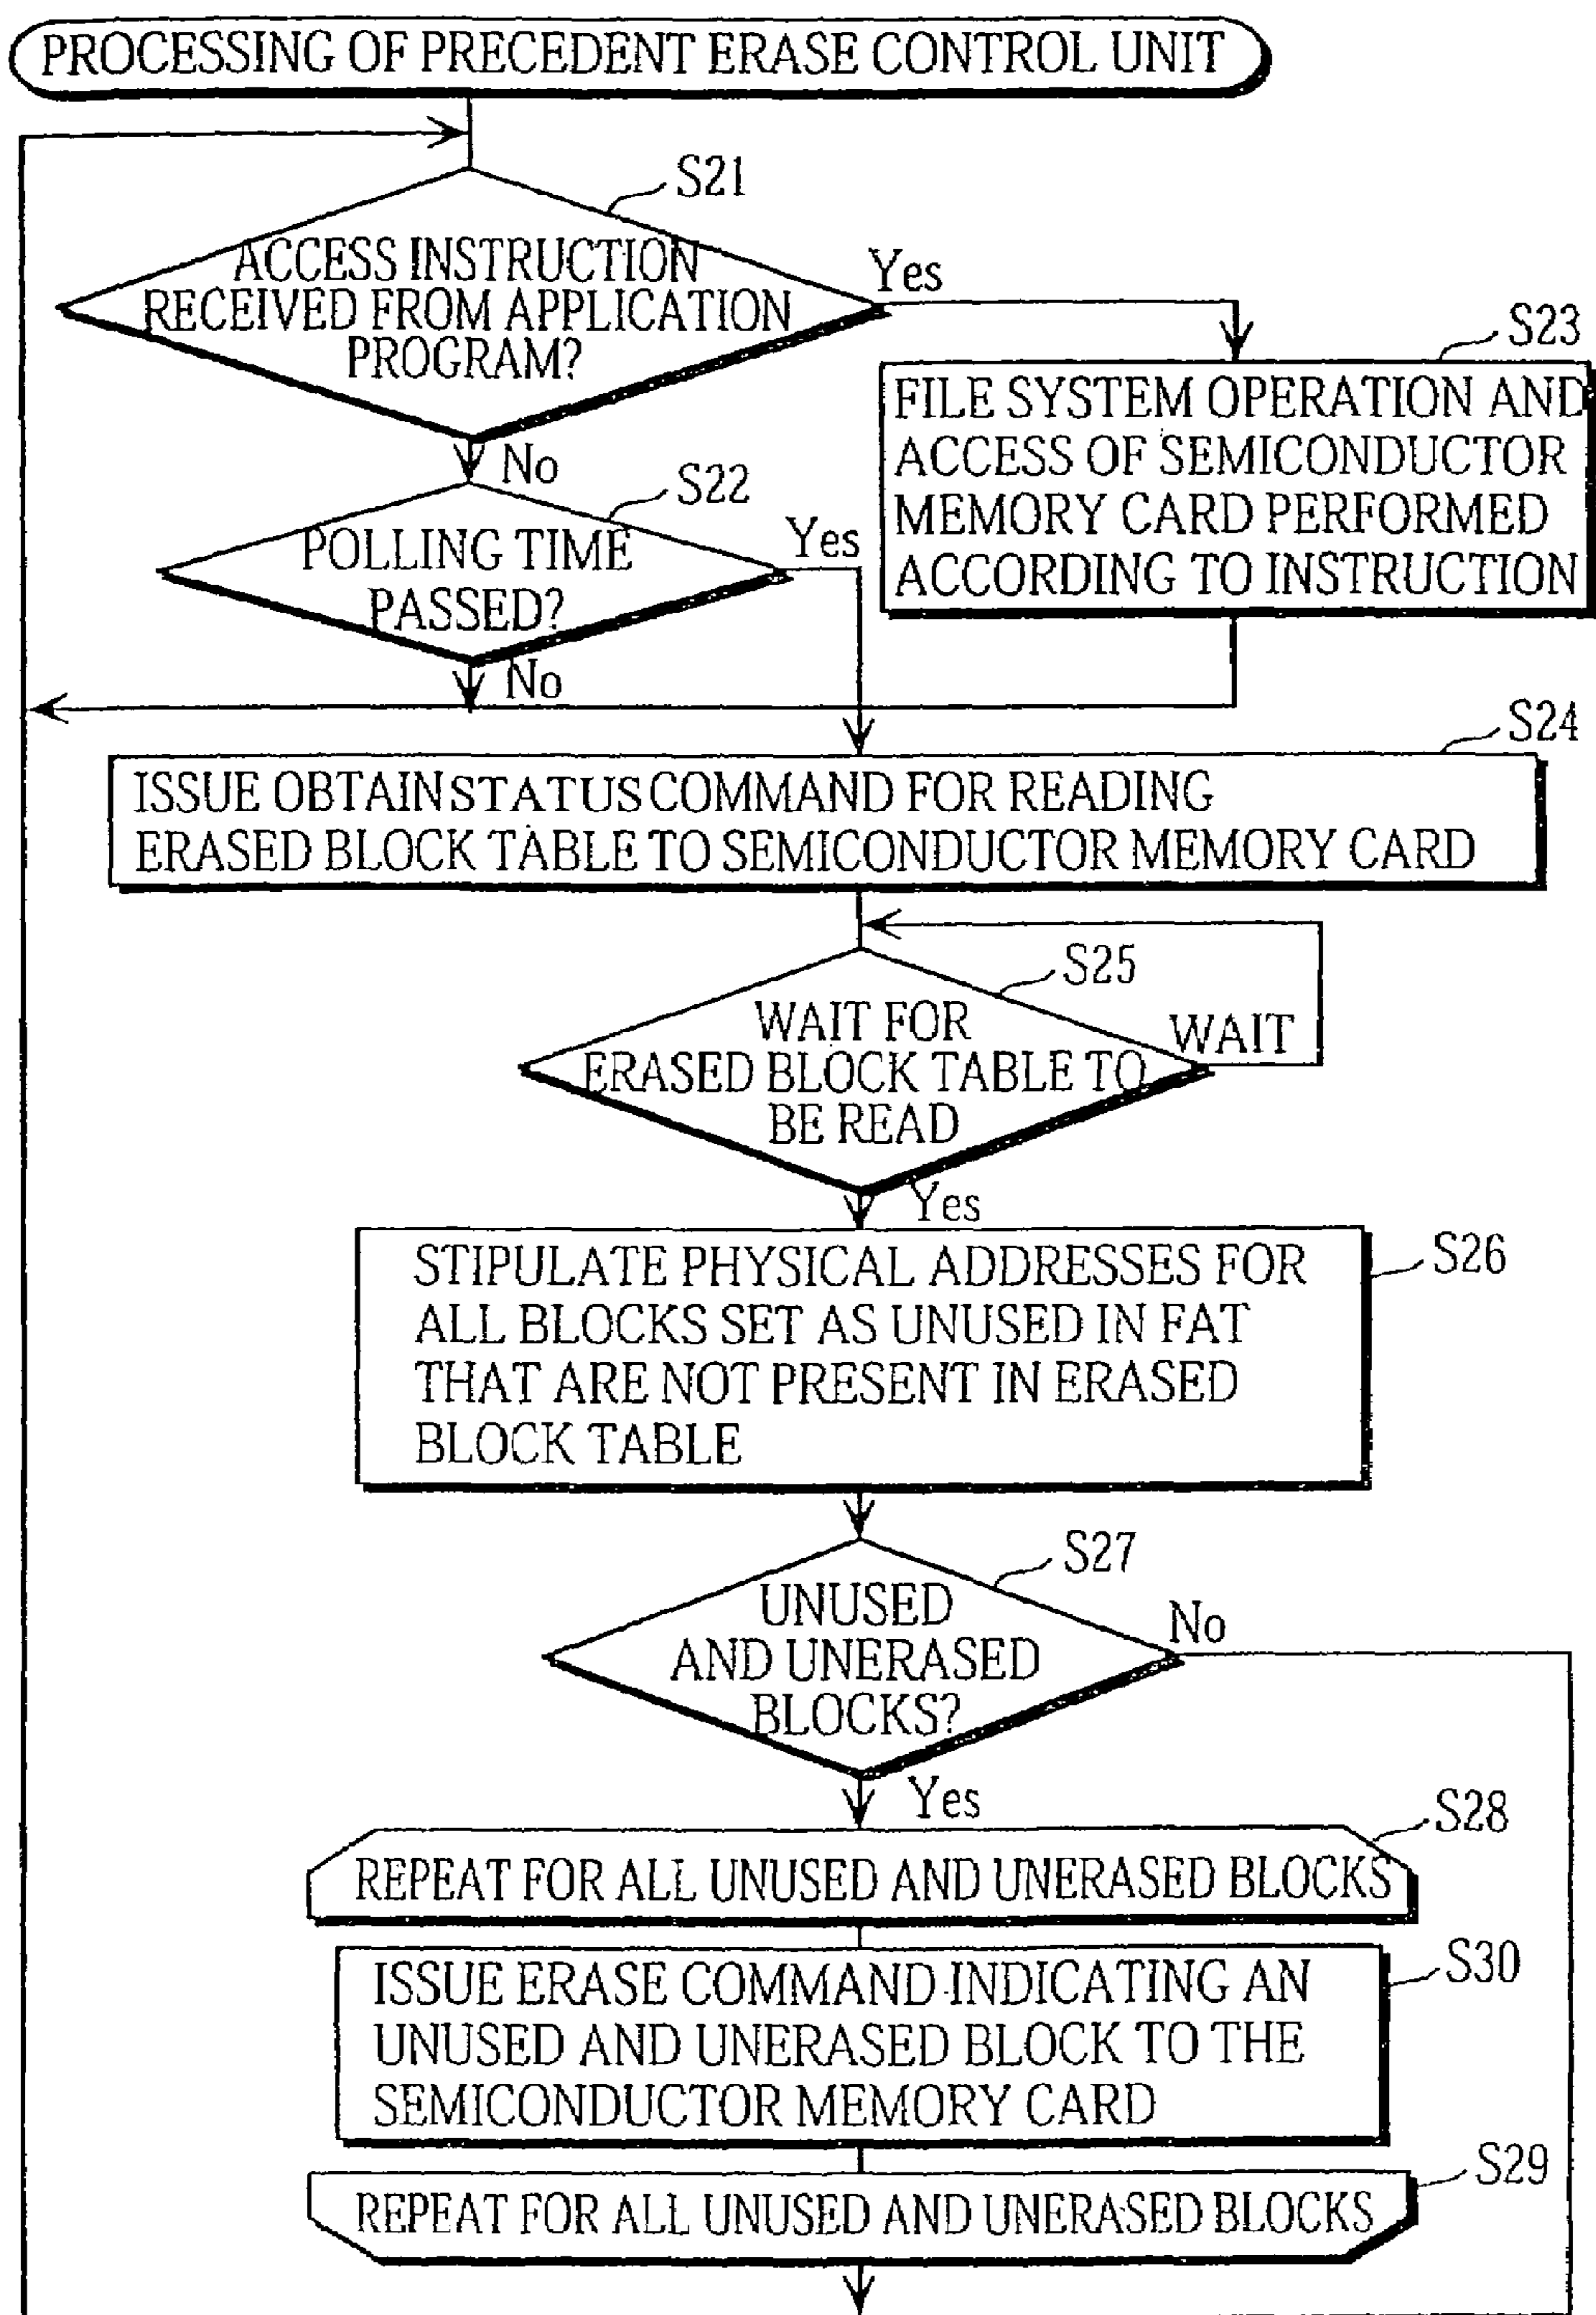 PROCESSING OF PRECEDENT ERASE CONTROL UNIT
S21
ACCESS INSTRUCTION
RECEIVED FROM APPLICATION
PROGRAM?
Yes
No
S23
FILE SYSTEM OPERATION AND
ACCESS OF SEMICONDUCTOR
MEMORY CARD PERFORMED
ACCORDING TO INSTRUCTION
S22
POLLING TIME
PASSED?
Yes
No
S24
ISSUE OBTAIN STATUS COMMAND FOR READING
ERASED BLOCK TABLE TO SEMICONDUCTOR MEMORY CARD
S25
WAIT FOR
ERASED BLOCK TABLE TO
BE READ
WAIT
Yes
S26
STIPULATE PHYSICAL ADDRESSES FOR
ALL BLOCKS SET AS UNUSED IN FAT
THAT ARE NOT PRESENT IN ERASED
BLOCK TABLE
S27
UNUSED
AND UNERASED
BLOCKS?
No
Yes
S28
REPEAT FOR ALL UNUSED AND UNERASED BLOCKS
S30
ISSUE ERASE COMMAND INDICATING AN
UNUSED AND UNERASED BLOCK TO THE
SEMICONDUCTOR MEMORY CARD
S29
REPEAT FOR ALL UNUSED AND UNERASED BLOCKS